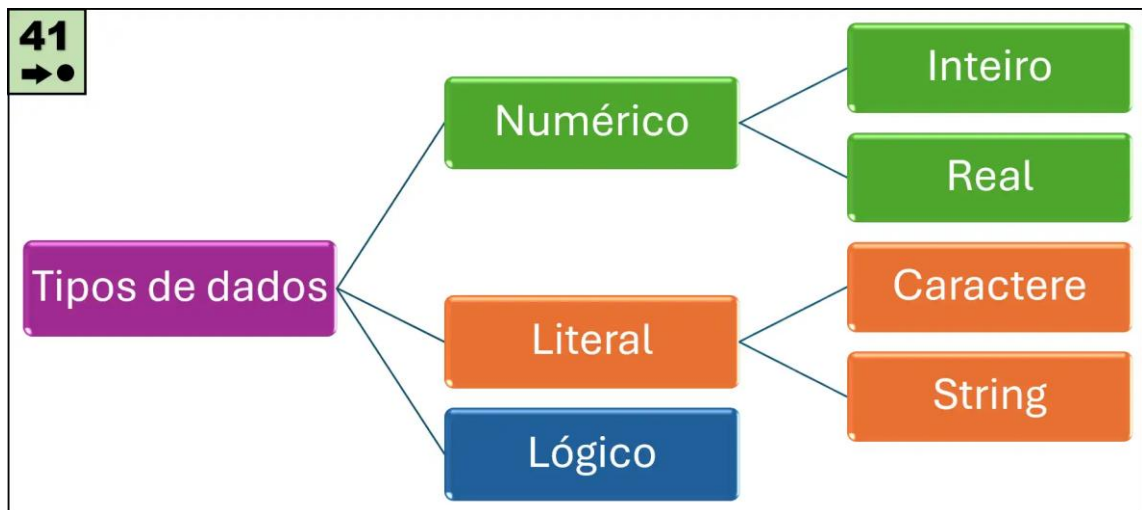 41
Tipos de dados
Numérico
Inteiro
Real
Literal
Caractere
String
Lógico